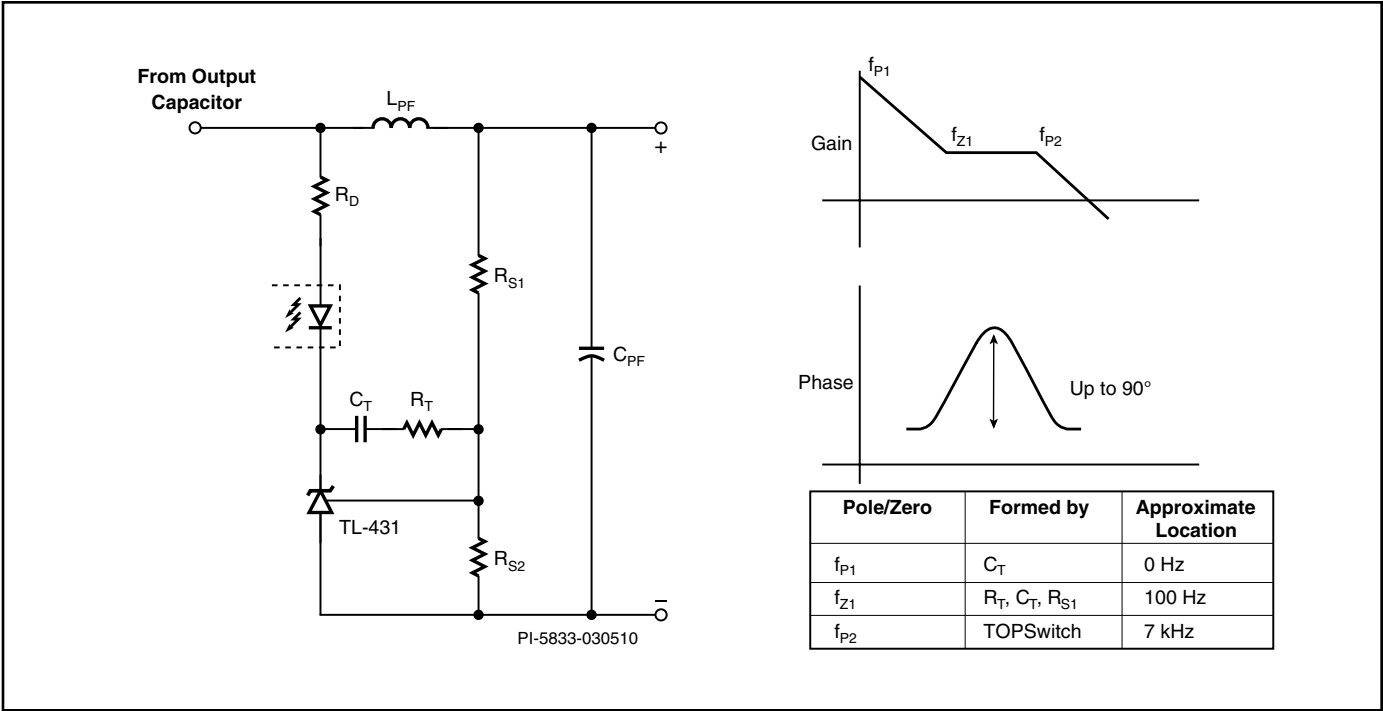 From Output
Capacitor
L_PF
+
R_D
R_S1
C_PF
C_T
R_T
TL-431
R_S2
–
PI-5833-030510
Gain
f_P1
f_Z1
f_P2
Phase
Up to 90°
Pole/Zero Formed by Approximate Location
f_P1 C_T 0 Hz
f_Z1 R_T, C_T, R_S1 100 Hz
f_P2 TOPSwitch 7 kHz